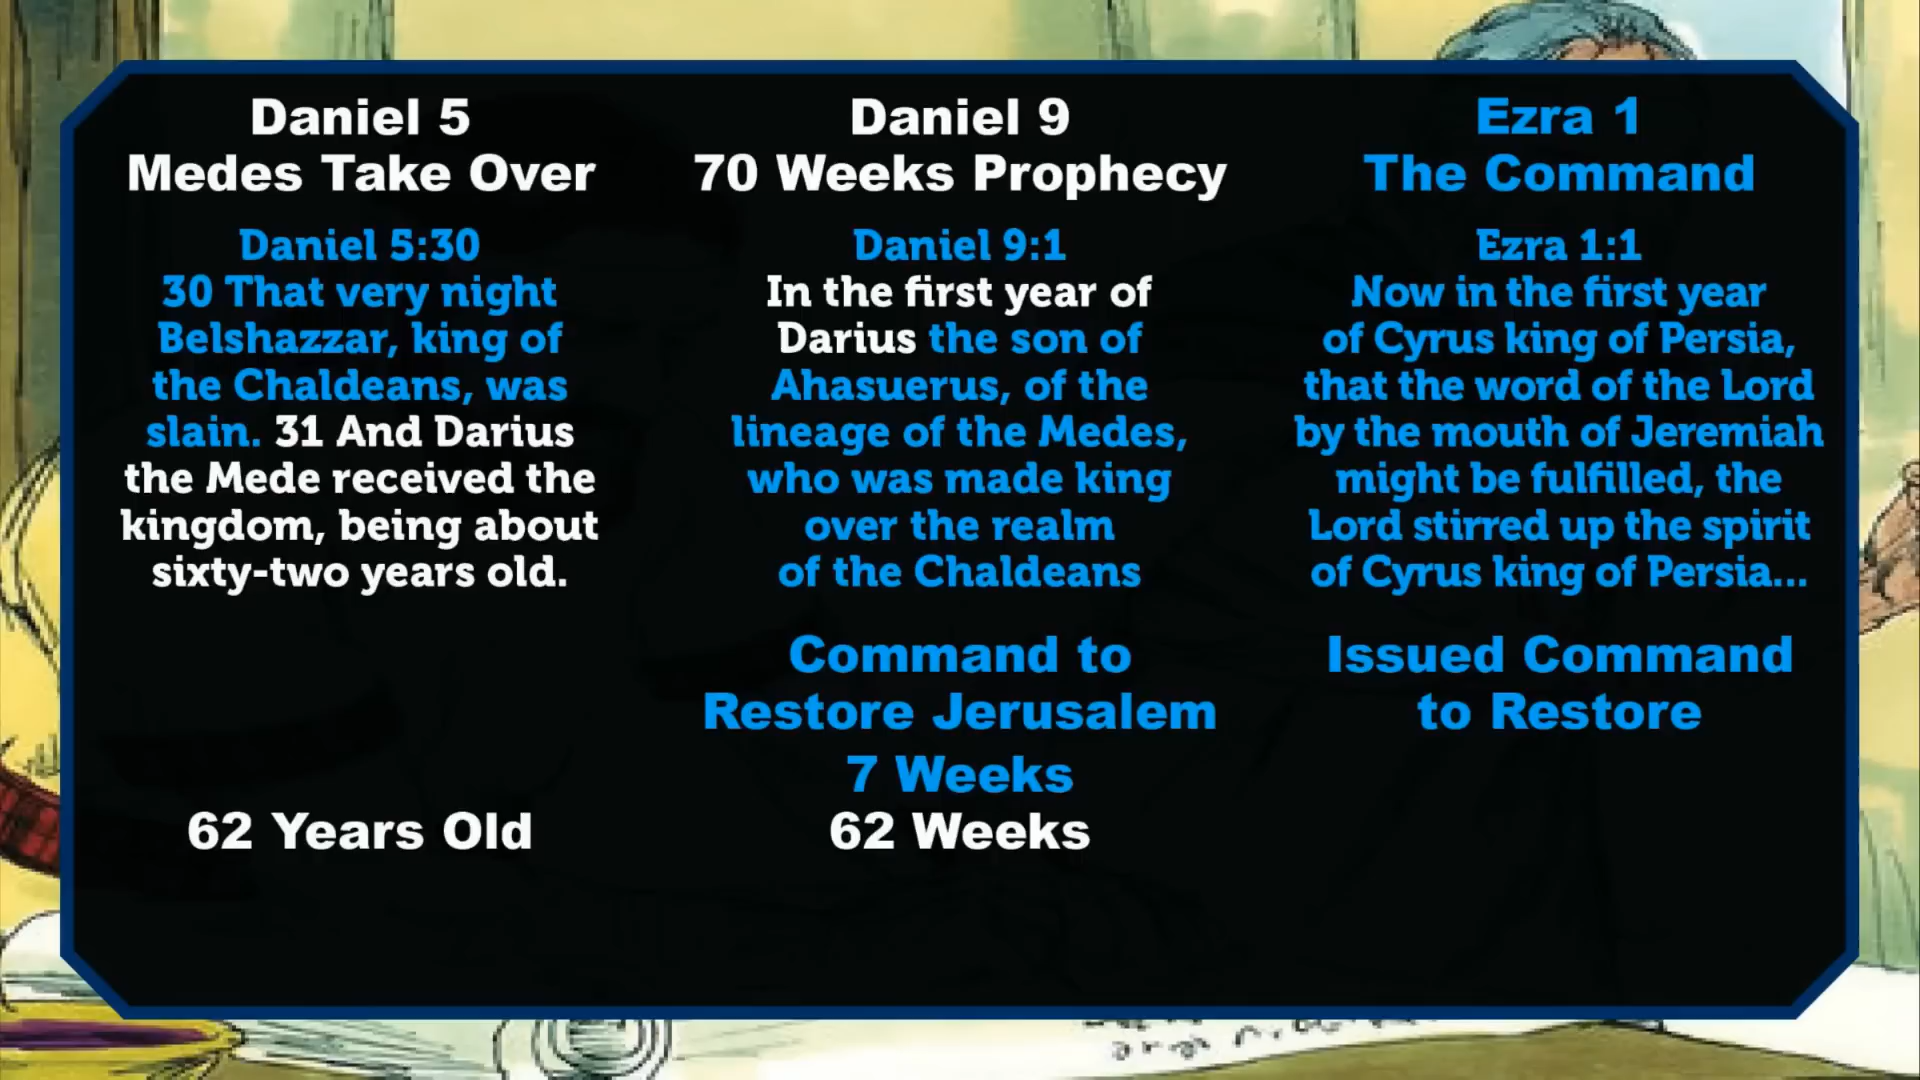 Daniel 5
Medes Take Over
Daniel 5:30
30 That very night
Belshazzar, king of
the Chaldeans, was
slain. 31 And Darius
the Mede received the
kingdom, being about
sixty-two years old.
62 Years Old
Daniel 9
70 Weeks Prophecy
Daniel 9:1
In the first year of
Darius the son of
Ahasuerus, of the
lineage of the Medes,
who was made king
over the realm
of the Chaldeans
Command to
Restore Jerusalem
7 Weeks
62 Weeks
Ezra 1
The Command
Ezra 1:1
Now in the first year
of Cyrus king of Persia,
that the word of the Lord
by the mouth of Jeremiah
might be fulfilled, the
Lord stirred up the spirit
of Cyrus king of Persia...
Issued Command
to Restore